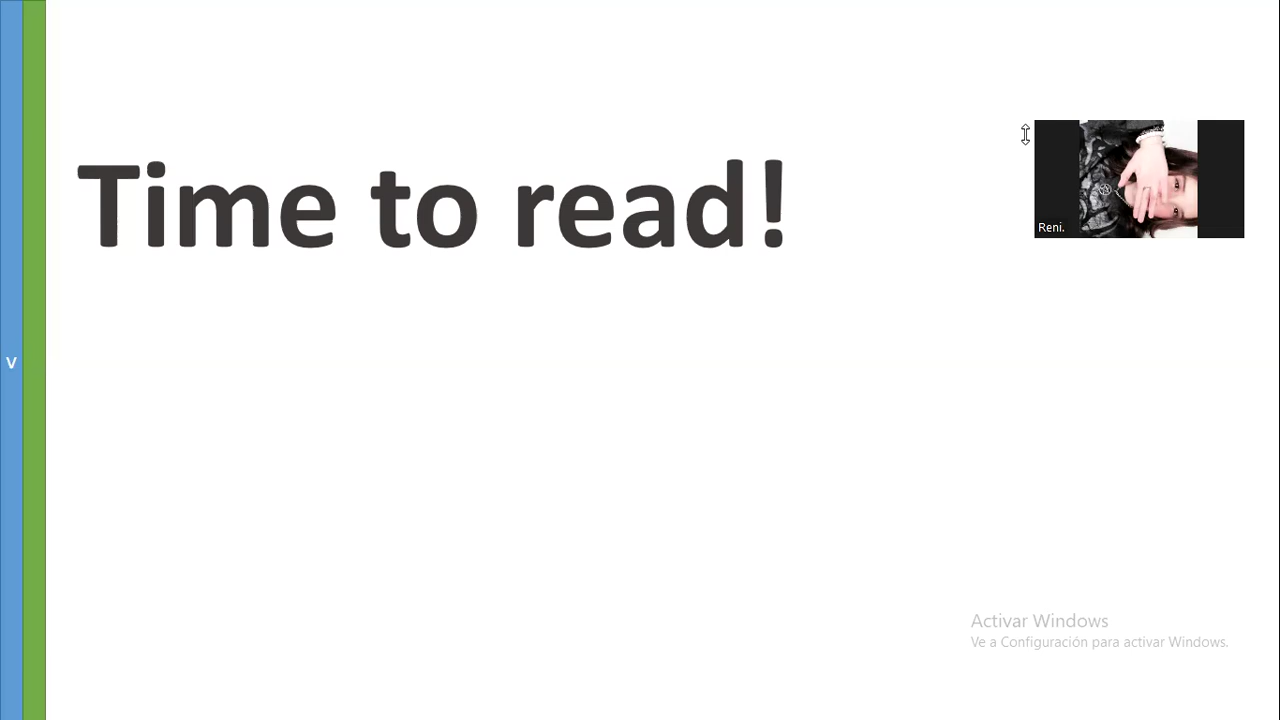 Time to read!
Reni.
V
Activar Windows
Ve a Configuración para activar Windows.